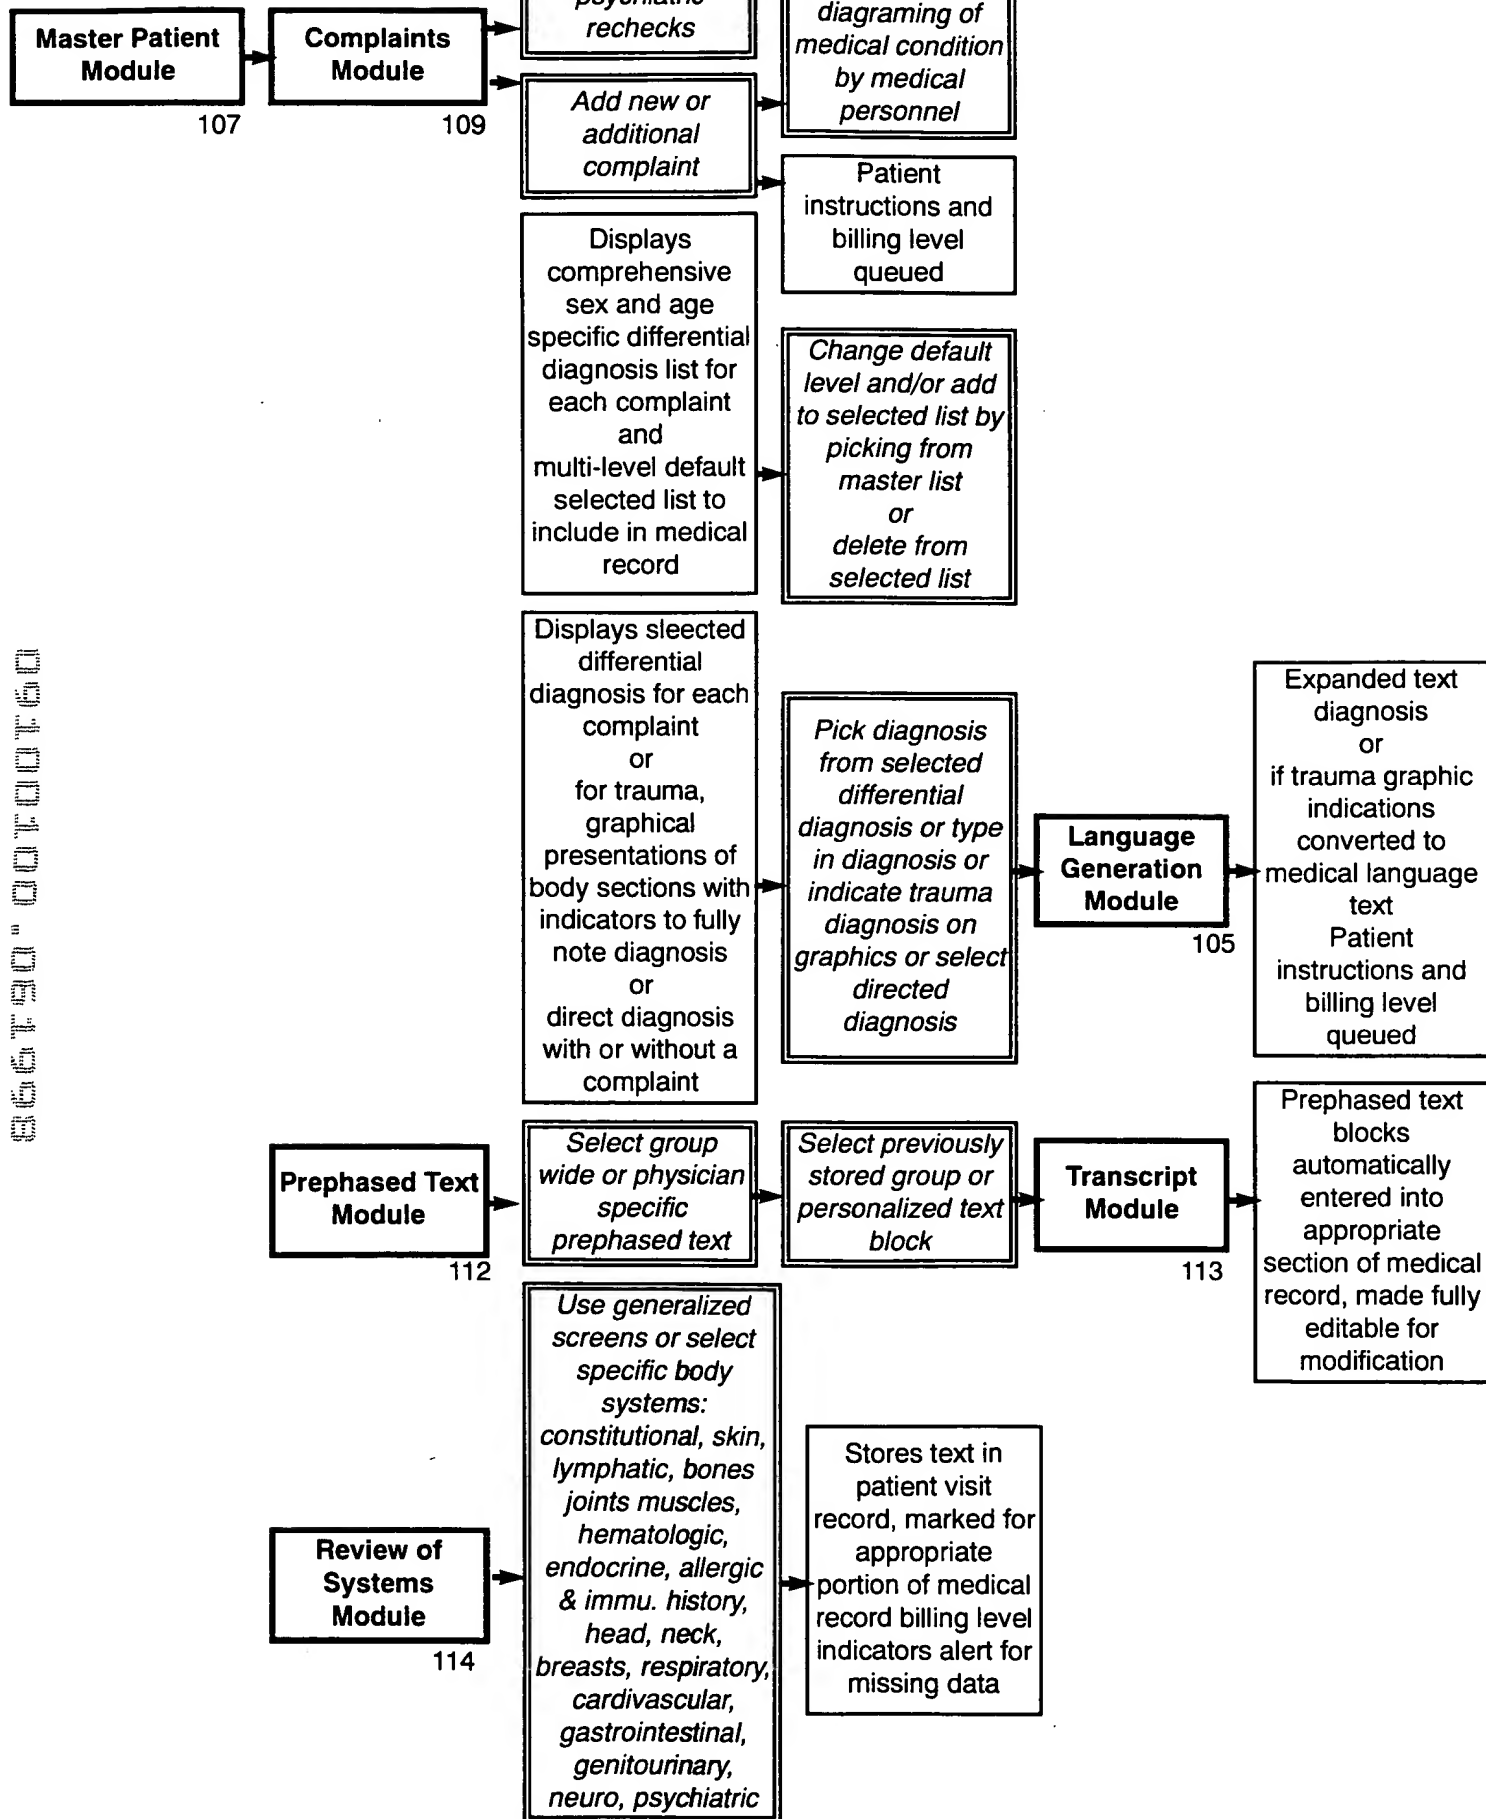 Master Patient
Module
107
Complaints
Module
109
psychiatric
rechecks
diagraming of
medical condition
by medical
personnel
Add new or
additional
complaint
Patient
instructions and
billing level
queued
Displays
comprehensive
sex and age
specific differential
diagnosis list for
each complaint
and
multi-level default
selected list to
include in medical
record
Change default
level and/or add
to selected list by
picking from
master list
or
delete from
selected list
Displays sleected
differential
diagnosis for each
complaint
or
for trauma,
graphical
presentations of
body sections with
indicators to fully
note diagnosis
or
direct diagnosis
with or without a
complaint
Pick diagnosis
from selected
differential
diagnosis or type
in diagnosis or
indicate trauma
diagnosis on
graphics or select
directed
diagnosis
Language
Generation
Module
105
Expanded text
diagnosis
or
if trauma graphic
indications
converted to
medical language
text
Patient
instructions and
billing level
queued
Prephased Text
Module
112
Select group
wide or physician
specific
prephased text
Select previously
stored group or
personalized text
block
Transcript
Module
113
Prephased text
blocks
automatically
entered into
appropriate
section of medical
record, made fully
editable for
modification
Review of
Systems
Module
114
Use generalized
screens or select
specific body
systems:
constitutional, skin,
lymphatic, bones
joints muscles,
hematologic,
endocrine, allergic
& immu. history,
head, neck,
breasts, respiratory,
cardivascular,
gastrointestinal,
genitourinary,
neuro, psychiatric
Stores text in
patient visit
record, marked for
appropriate
portion of medical
record billing level
indicators alert for
missing data